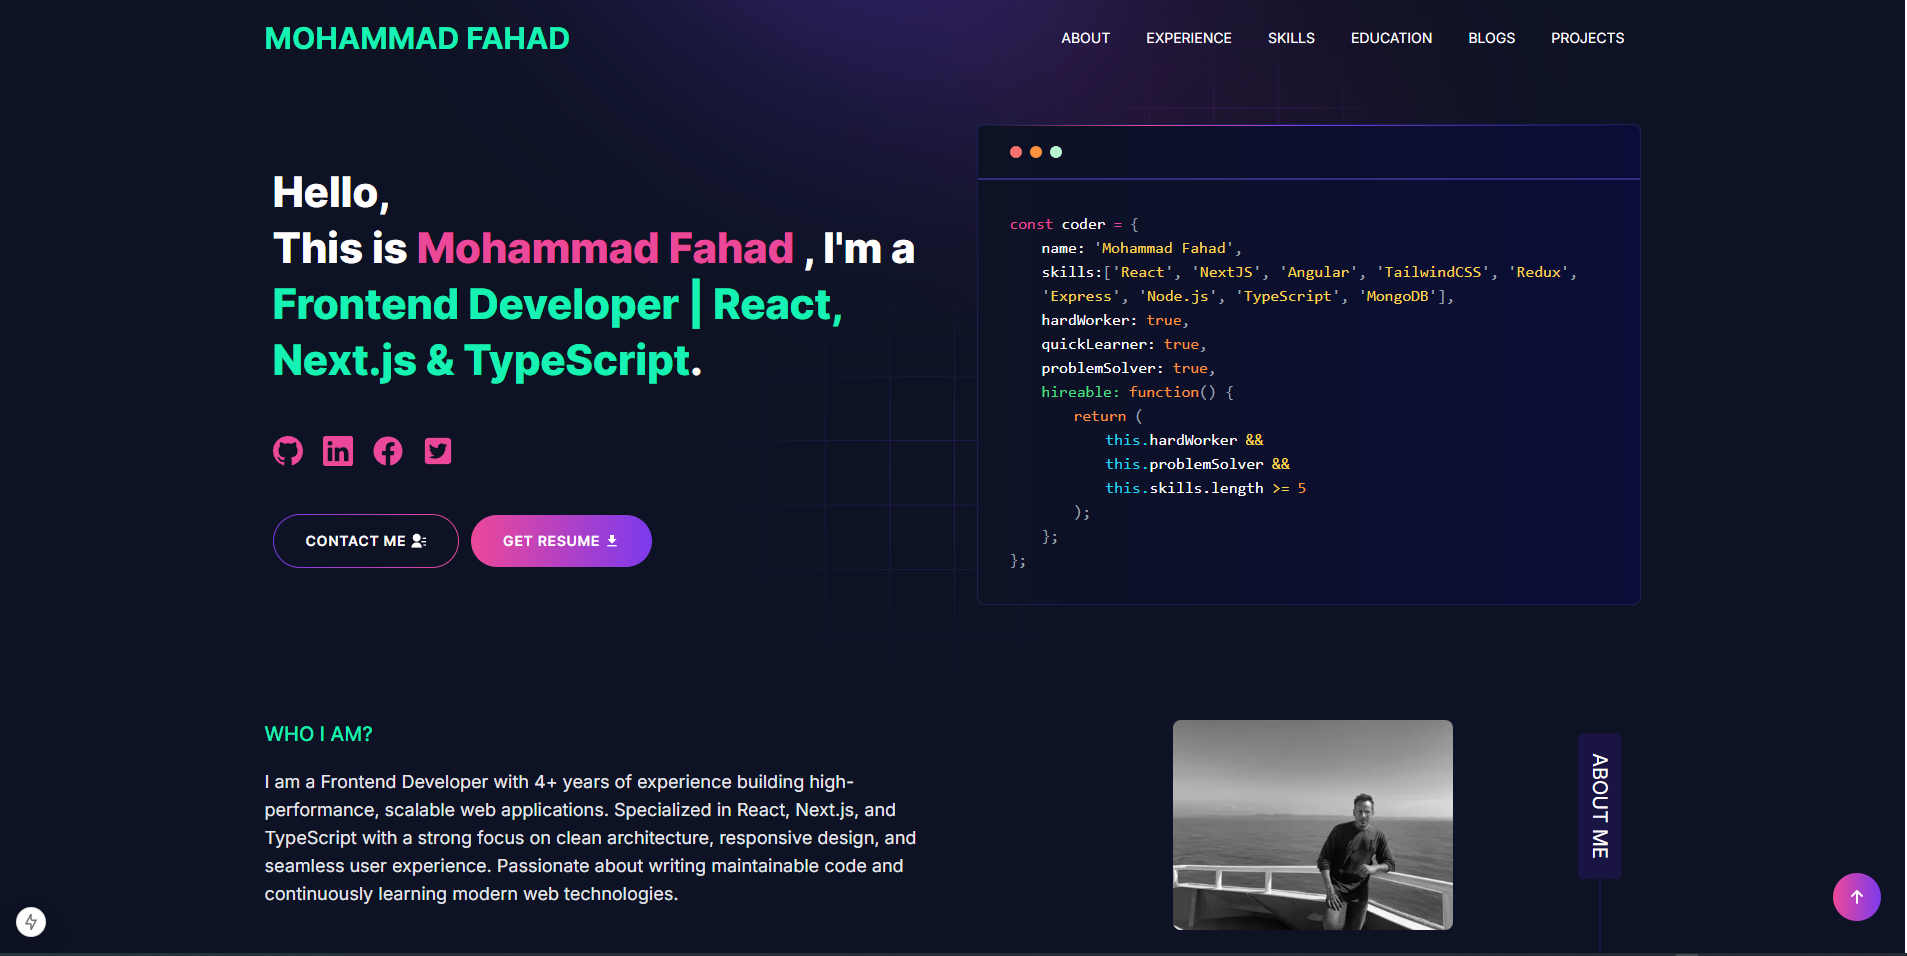 MOHAMMAD FAHAD
ABOUT
EXPERIENCE
SKILLS
EDUCATION
BLOGS
PROJECTS
Hello,
This is Mohammad Fahad , I'm a
Frontend Developer | React,
Next.js & TypeScript.
CONTACT ME
GET RESUME
const coder = {
name: 'Mohammad Fahad',
skills:['React', 'NextJS', 'Angular', 'TailwindCSS', 'Redux',
'Express', 'Node.js', 'TypeScript', 'MongoDB'],
hardWorker: true,
quickLearner: true,
problemSolver: true,
hireable: function() {
return (
this.hardWorker &&
this.problemSolver &&
this.skills.length >= 5
);
};
};
WHO I AM?
I am a Frontend Developer with 4+ years of experience building high-
performance, scalable web applications. Specialized in React, Next.js, and
TypeScript with a strong focus on clean architecture, responsive design, and
seamless user experience. Passionate about writing maintainable code and
continuously learning modern web technologies.
ABOUT ME